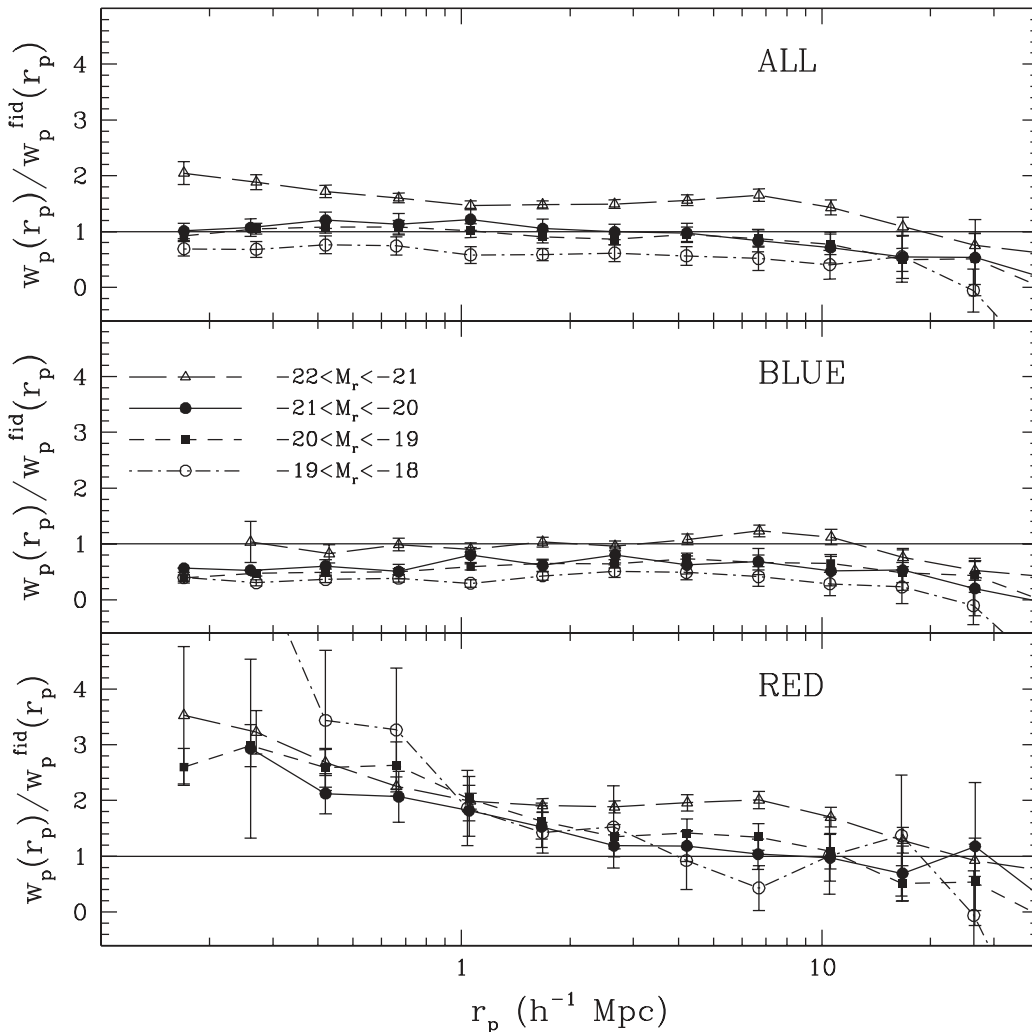 ALL
w_p(r_p)/w_p^fid(r_p)
4
3
2
1
0
BLUE
w_p(r_p)/w_p^fid(r_p)
4
3
2
1
0
-22<M_r<-21
-21<M_r<-20
-20<M_r<-19
-19<M_r<-18
RED
w_p(r_p)/w_p^fid(r_p)
4
3
2
1
0
1 10
r_p (h^-1 Mpc)